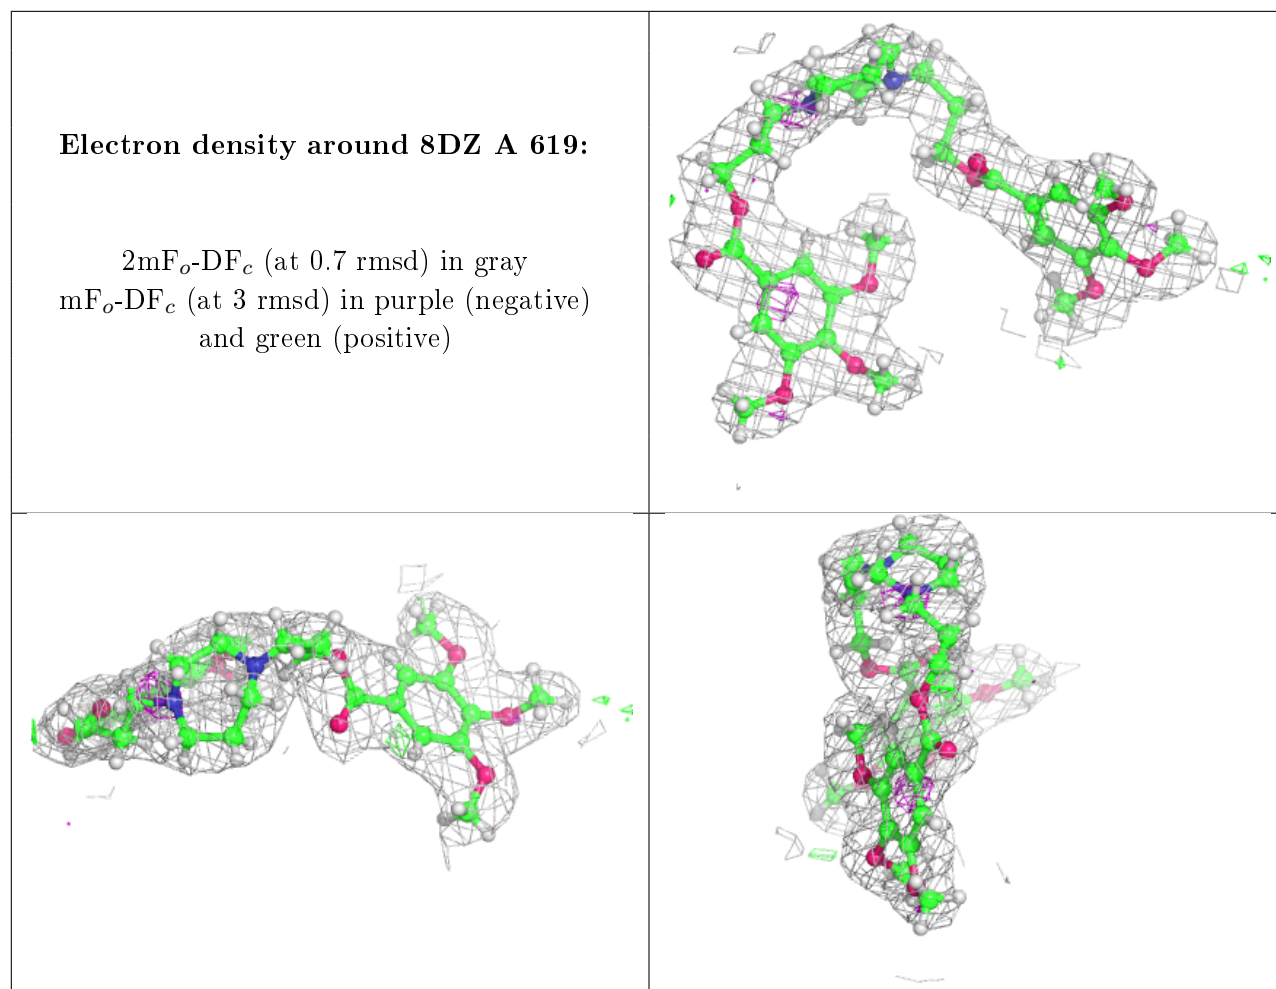 Electron density around 8DZ A 619:
2mFₒ-DF𝒸 (at 0.7 rmsd) in gray
mFₒ-DF𝒸 (at 3 rmsd) in purple (negative)
and green (positive)